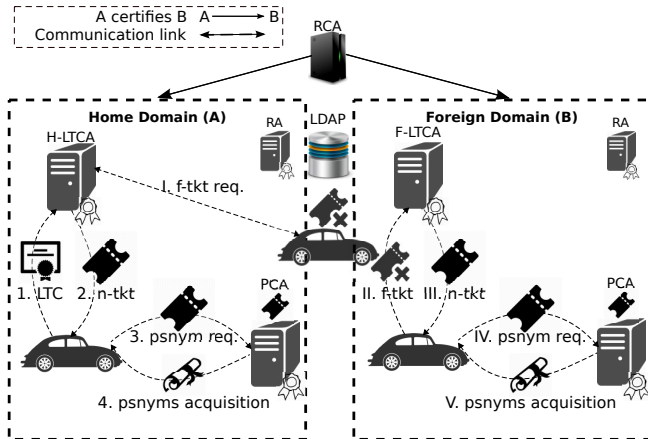 A certifies B A B
Communication link
RCA
Home Domain (A)
LDAP
Foreign Domain (B)
H-LTCA
RA
F-LTCA
RA
I. f-tkt req.
1. LTC
2. n-tkt
PCA
II. f-tkt
III. n-tkt
PCA
3. psnym req.
IV. psnym req.
4. psnyms acquisition
V. psnyms acquisition